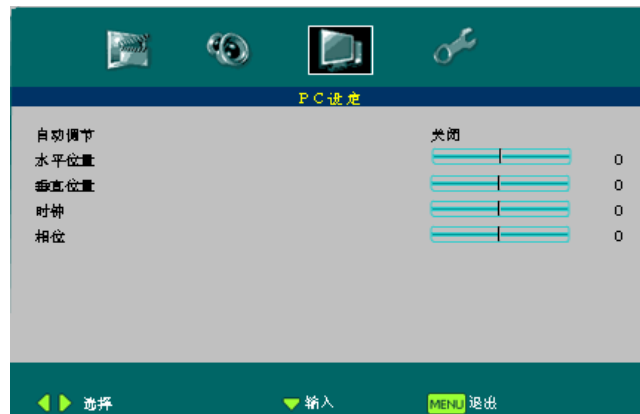 PC设定
自动调节 关闭
水平位置 0
垂直位置 0
时钟 0
相位 0
选择 输入 MENU 退出